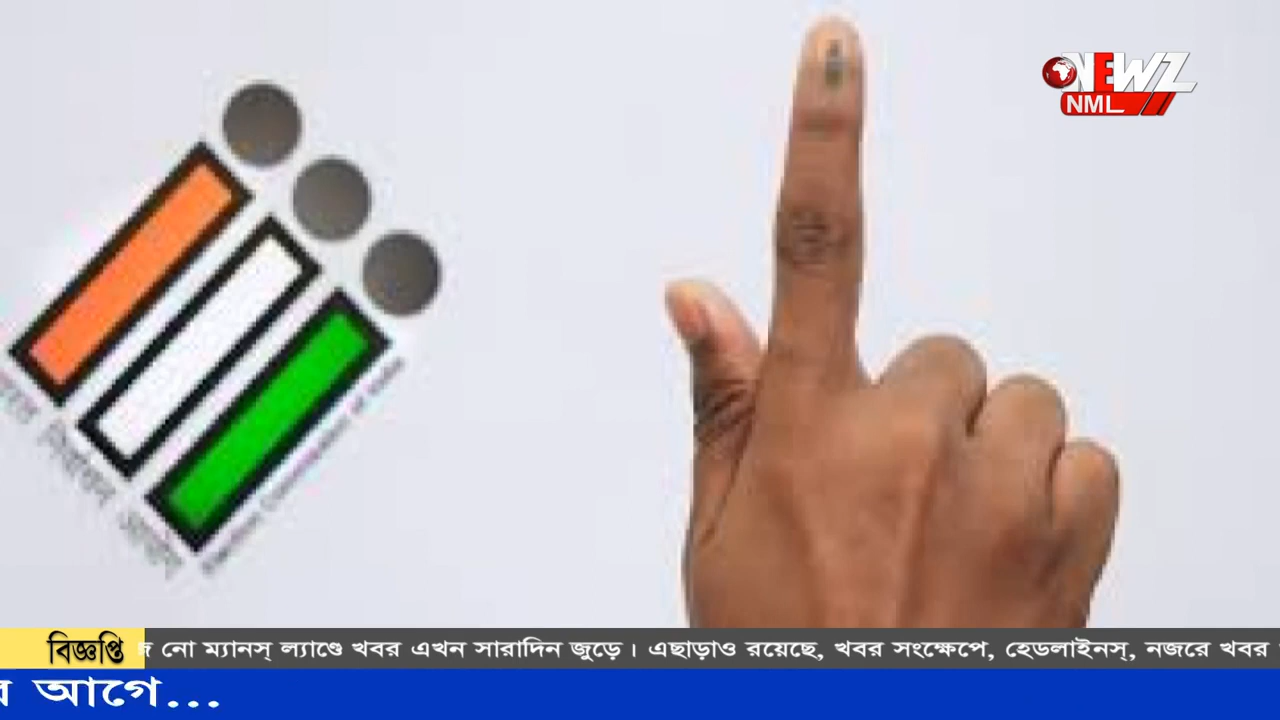 NEWZ
NML
বিজ্ঞপ্তি
নো ম্যানস্ ল্যাণ্ডে খবর এখন সারাদিন জুড়ে। এছাড়াও রয়েছে, খবর সংক্ষেপে, হেডলাইনস্, নজরে খবর
আগে...